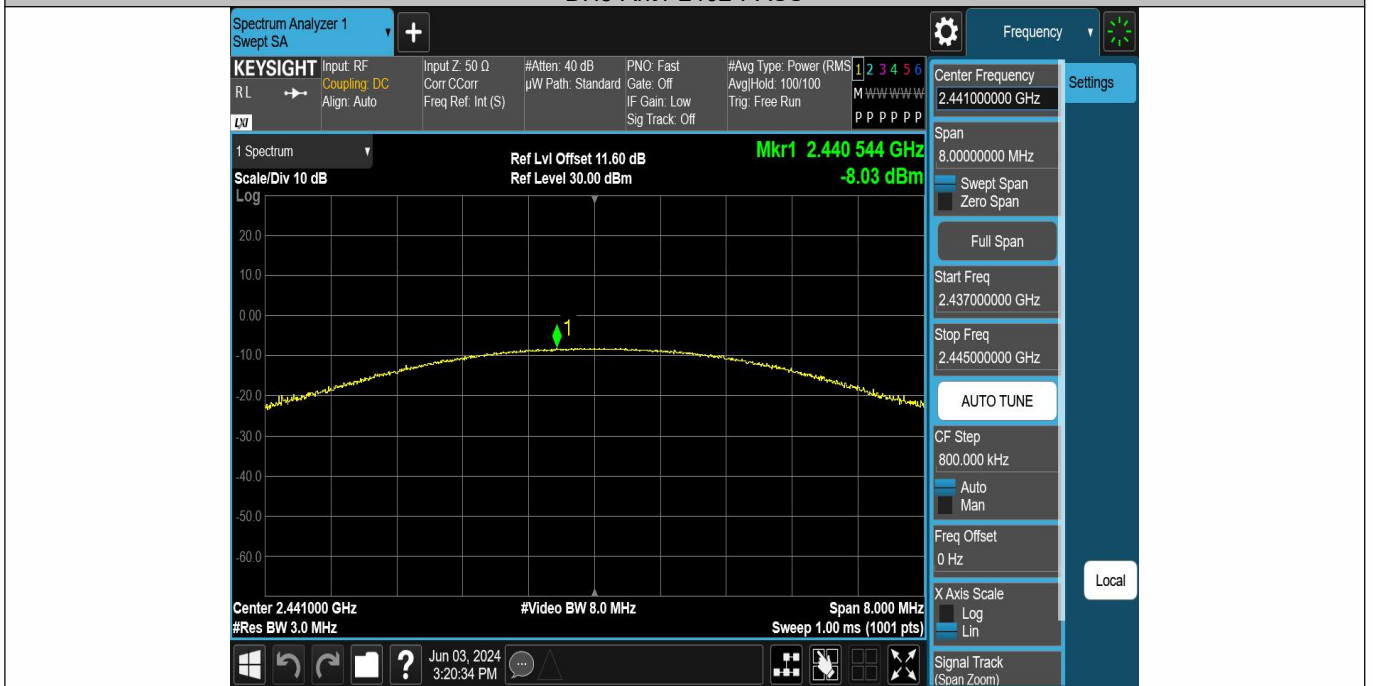 Spectrum Analyzer 1
Swept SA
Frequency
KEYSIGHT
RL
LXI
Input: RF
Coupling: DC
Align: Auto
Input Z: 50 Ω
Corr CCorr
Freq Ref: Int (S)
#Atten: 40 dB
µW Path: Standard
PNO: Fast
Gate: Off
IF Gain: Low
Sig Track: Off
#Avg Type: Power (RMS
Avg|Hold: 100/100
Trig: Free Run
1 2 3 4 5 6
M W W W W W
P P P P P P
1 Spectrum
Scale/Div 10 dB
Log
Ref Lvl Offset 11.60 dB
Ref Level 30.00 dBm
Mkr1 2.440 544 GHz
-8.03 dBm
20.0
10.0
0.00
1
-10.0
-20.0
-30.0
-40.0
-50.0
-60.0
Center 2.441000 GHz
#Res BW 3.0 MHz
#Video BW 8.0 MHz
Span 8.000 MHz
Sweep 1.00 ms (1001 pts)
Jun 03, 2024
3:20:34 PM
Center Frequency
2.441000000 GHz
Span
8.00000000 MHz
Swept Span
Zero Span
Full Span
Start Freq
2.437000000 GHz
Stop Freq
2.445000000 GHz
AUTO TUNE
CF Step
800.000 kHz
Auto
Man
Freq Offset
0 Hz
X Axis Scale
Log
Lin
Signal Track
(Span Zoom)
Settings
Local